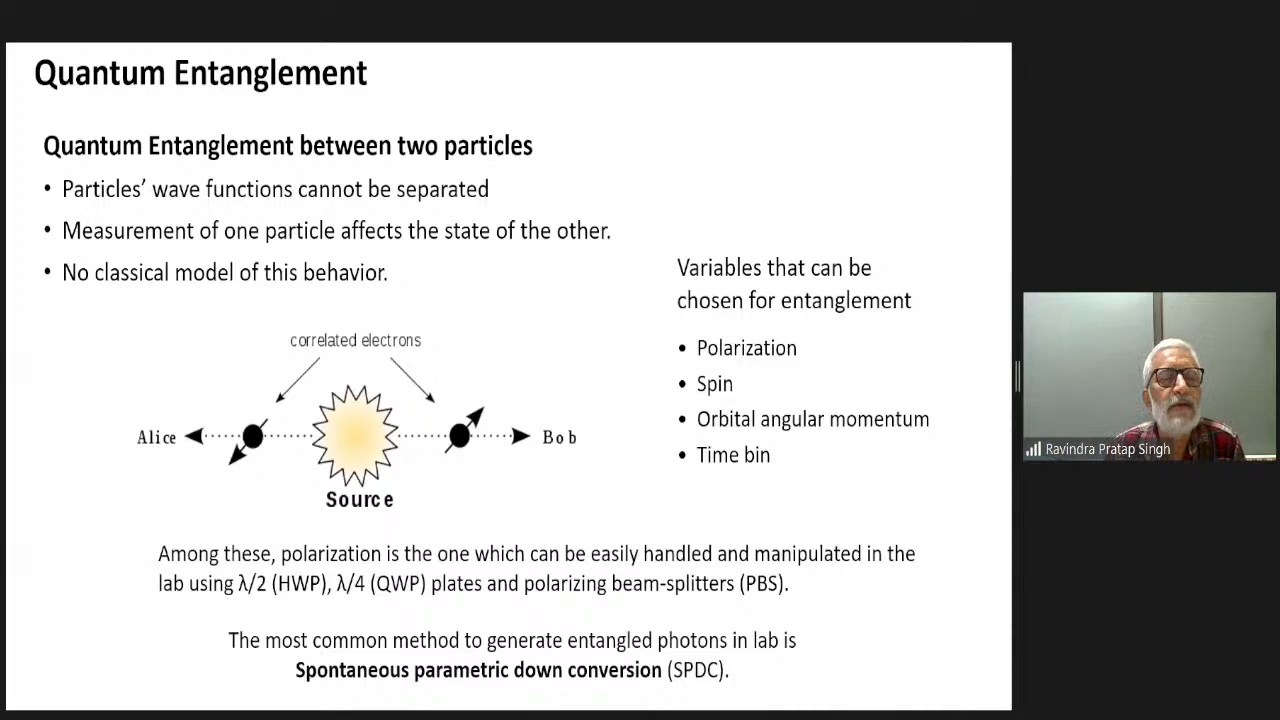 Quantum Entanglement
Quantum Entanglement between two particles
• Particles’ wave functions cannot be separated
• Measurement of one particle affects the state of the other.
• No classical model of this behavior.
Variables that can be
chosen for entanglement
• Polarization
• Spin
• Orbital angular momentum
• Time bin
correlated electrons
Alice
Bob
Source
Among these, polarization is the one which can be easily handled and manipulated in the
lab using λ/2 (HWP), λ/4 (QWP) plates and polarizing beam-splitters (PBS).
The most common method to generate entangled photons in lab is
Spontaneous parametric down conversion (SPDC).
Ravindra Pratap Singh